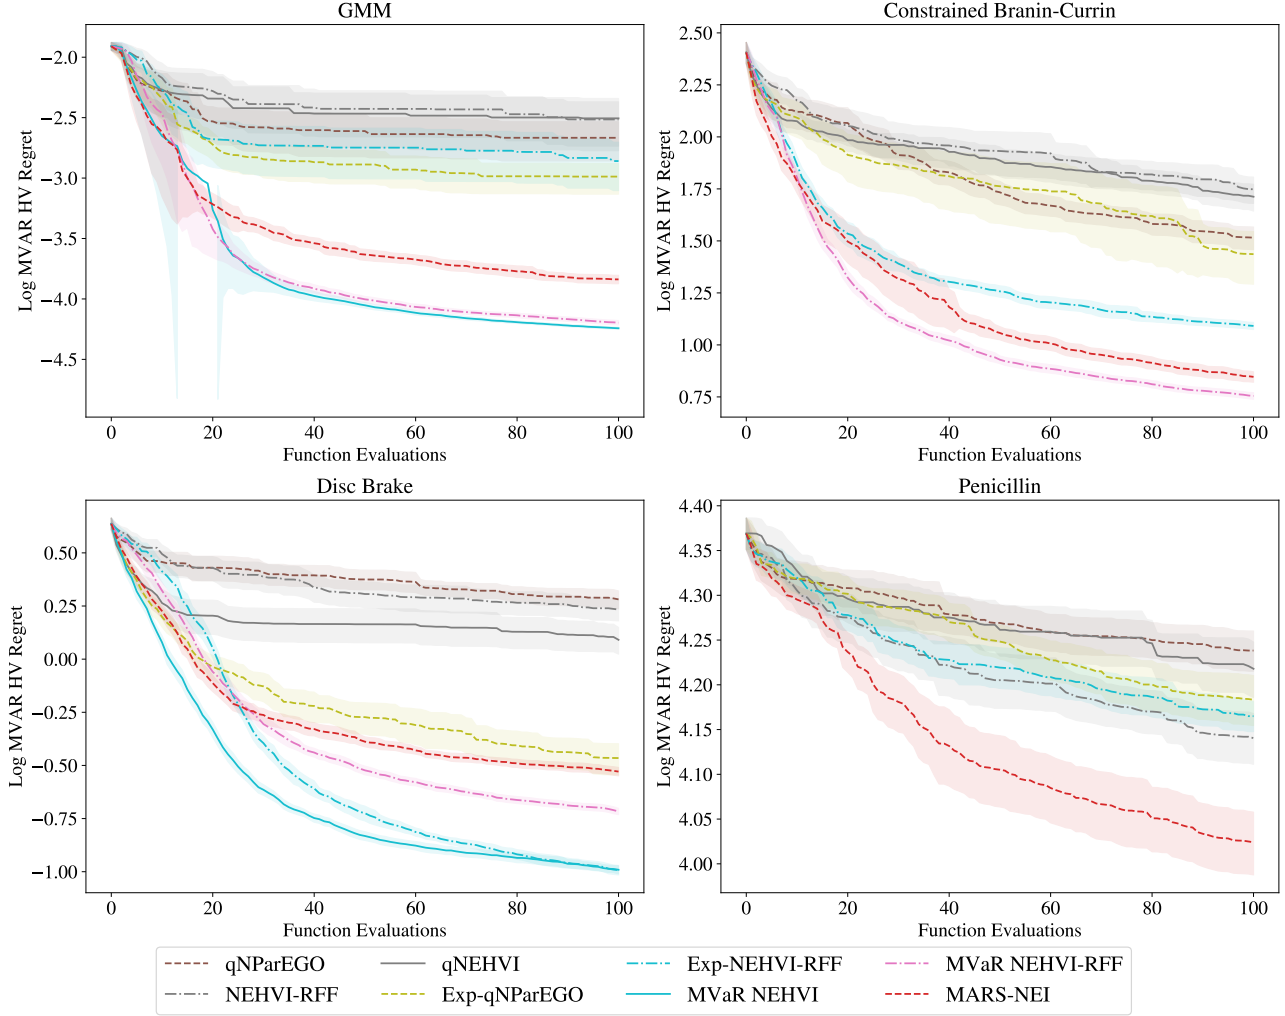 GMM
Constrained Branin-Currin
Log MVAR HV Regret
−2.0
−2.5
−3.0
−3.5
−4.0
−4.5
0 20 40 60 80 100
Function Evaluations
Log MVAR HV Regret
2.50
2.25
2.00
1.75
1.50
1.25
1.00
0.75
0 20 40 60 80 100
Function Evaluations
Disc Brake
Penicillin
Log MVAR HV Regret
0.50
0.25
0.00
−0.25
−0.50
−0.75
−1.00
0 20 40 60 80 100
Function Evaluations
Log MVAR HV Regret
4.40
4.35
4.30
4.25
4.20
4.15
4.10
4.05
4.00
0 20 40 60 80 100
Function Evaluations
qNParEGO qNEHVI Exp-NEHVI-RFF MVaR NEHVI-RFF
NEHVI-RFF Exp-qNParEGO MVaR NEHVI MARS-NEI